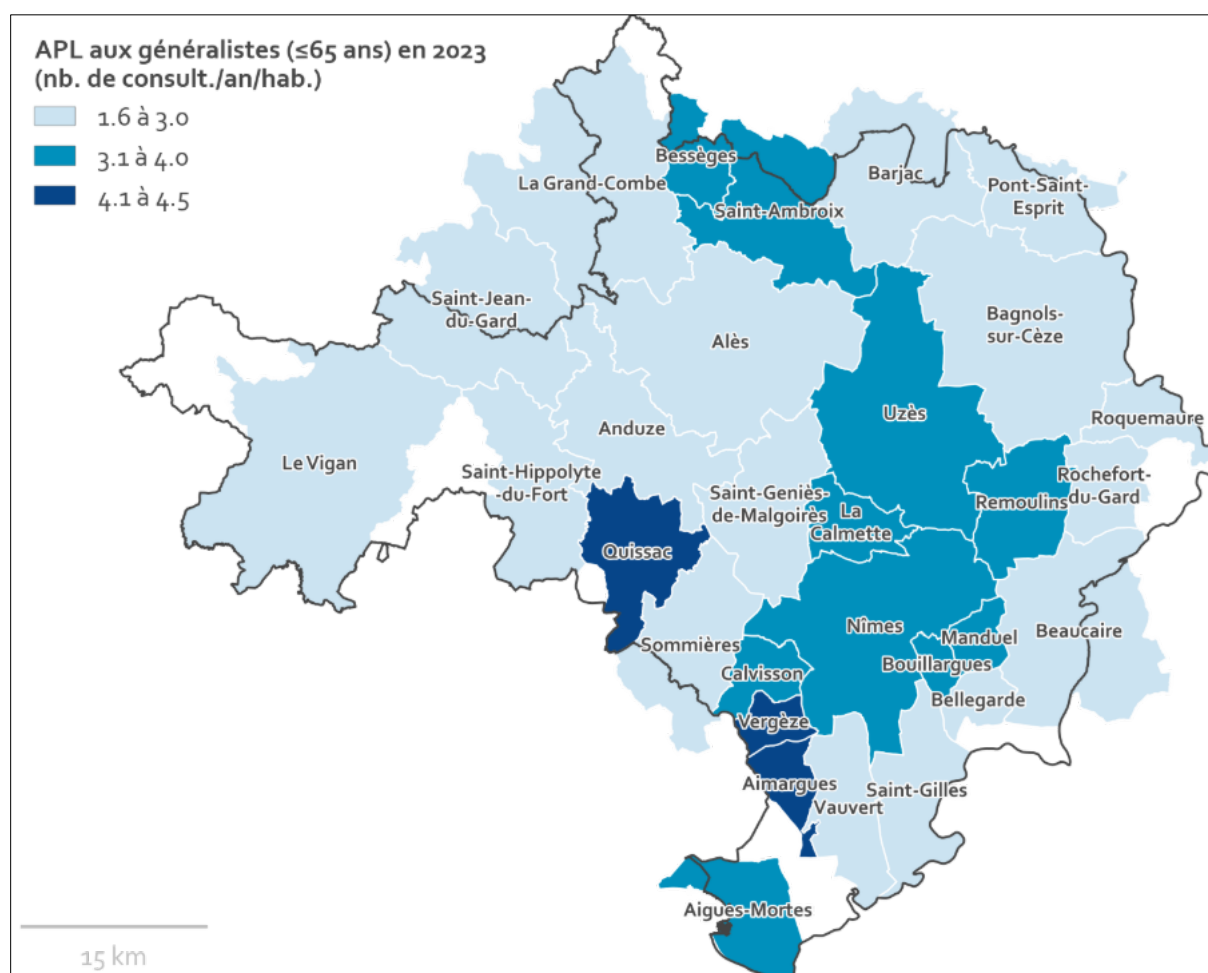 APL aux généralistes (≤65 ans) en 2023
(nb. de consult./an/hab.)
1.6 à 3.0
3.1 à 4.0
4.1 à 4.5
Bessèges
La Grand-Combe
Barjac
Pont-Saint-
Esprit
Saint-Ambroix
Saint-Jean-
du-Gard
Alès
Bagnols-
sur-Cèze
Uzès
Roquemaure
Anduze
Le Vigan
Saint-Hippolyte
-du-Fort
Saint-Geniès-
de-Malgoirès
La
Calmette
Remoulins
Rochefort-
du-Gard
Quissac
Nîmes
Manduel
Beaucaire
Sommières
Bouillargues
Calvisson
Bellegarde
Vergèze
Aimargues
Vauvert
Saint-Gilles
Aigues-Mortes
15 km